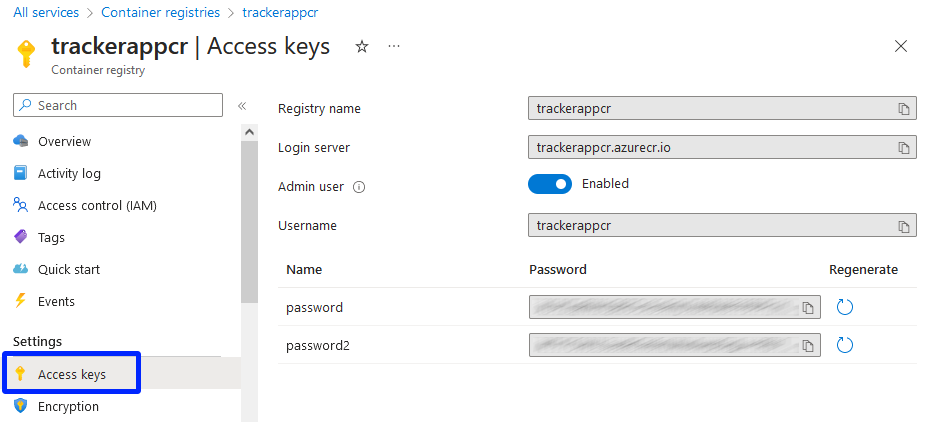 All services > Container registries > trackerappcr
trackerappcr | Access keys ☆ ...
Container registry
Search
«
Overview
Activity log
Access control (IAM)
Tags
Quick start
Events
Settings
Access keys
Encryption
Registry name trackerappcr
Login server trackerappcr.azurecr.io
Admin user Enabled
Username trackerappcr
Name Password Regenerate
password
password2